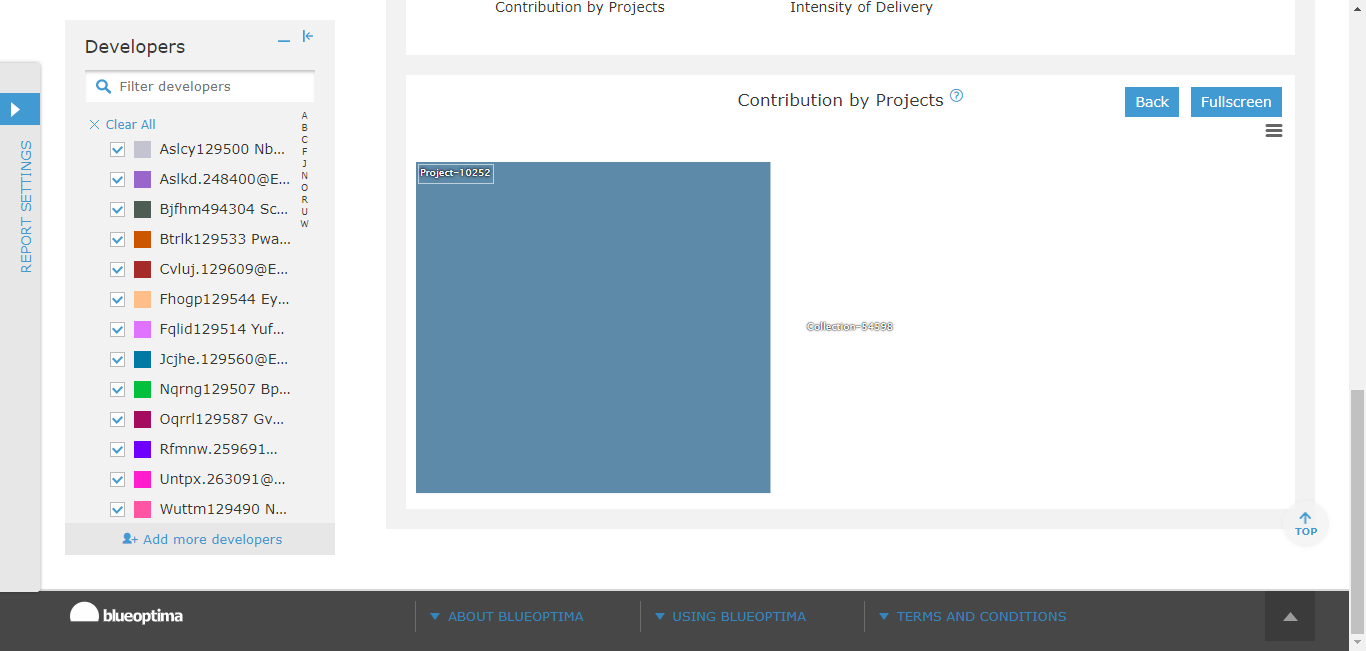 Contribution by Projects
Intensity of Delivery
Developers
Filter developers
Clear All
A
B
C
F
J
N
O
R
U
W
Aslcy129500 Nb...
Aslkd.248400@E...
Bjfhm494304 Sc...
Btrlk129533 Pwa...
Cvluj.129609@E...
Fhogp129544 Ey...
Fqlid129514 Yuf...
Jcjhe.129560@E...
Nqrng129507 Bp...
Oqrrl129587 Gv...
Rfmnw.259691...
Untpx.263091@...
Wuttm129490 N...
Add more developers
REPORT SETTINGS
Contribution by Projects ?
Back
Fullscreen
Project-10252
Collection-54598
TOP
blueoptima
ABOUT BLUEOPTIMA
USING BLUEOPTIMA
TERMS AND CONDITIONS